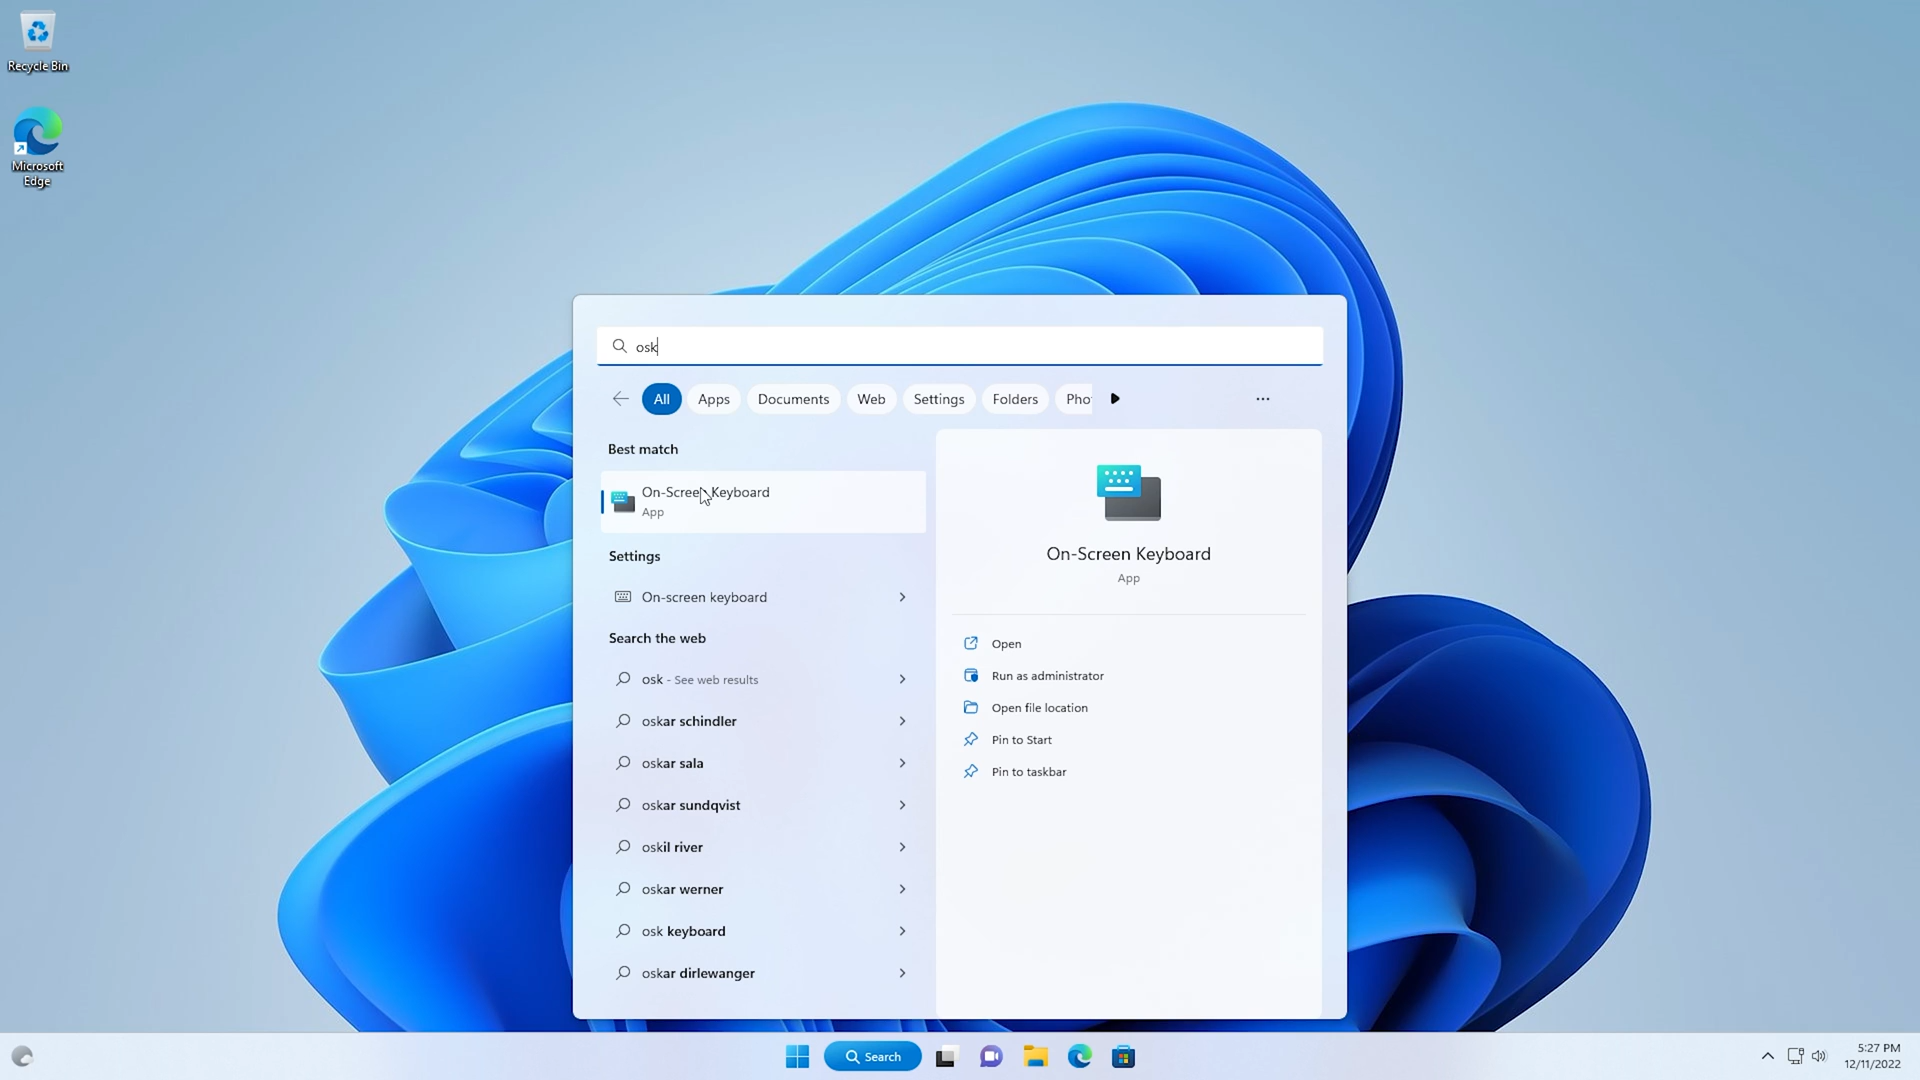 Recycle Bin
Microsoft
Edge
osk
All
Apps
Documents
Web
Settings
Folders
Pho
Best match
On-Screen Keyboard
App
Settings
On-screen keyboard
Search the web
osk - See web results
oskar schindler
oskar sala
oskar sundqvist
oskil river
oskar werner
osk keyboard
oskar dirlewanger
On-Screen Keyboard
App
Open
Run as administrator
Open file location
Pin to Start
Pin to taskbar
Search
5:27 PM
12/11/2022